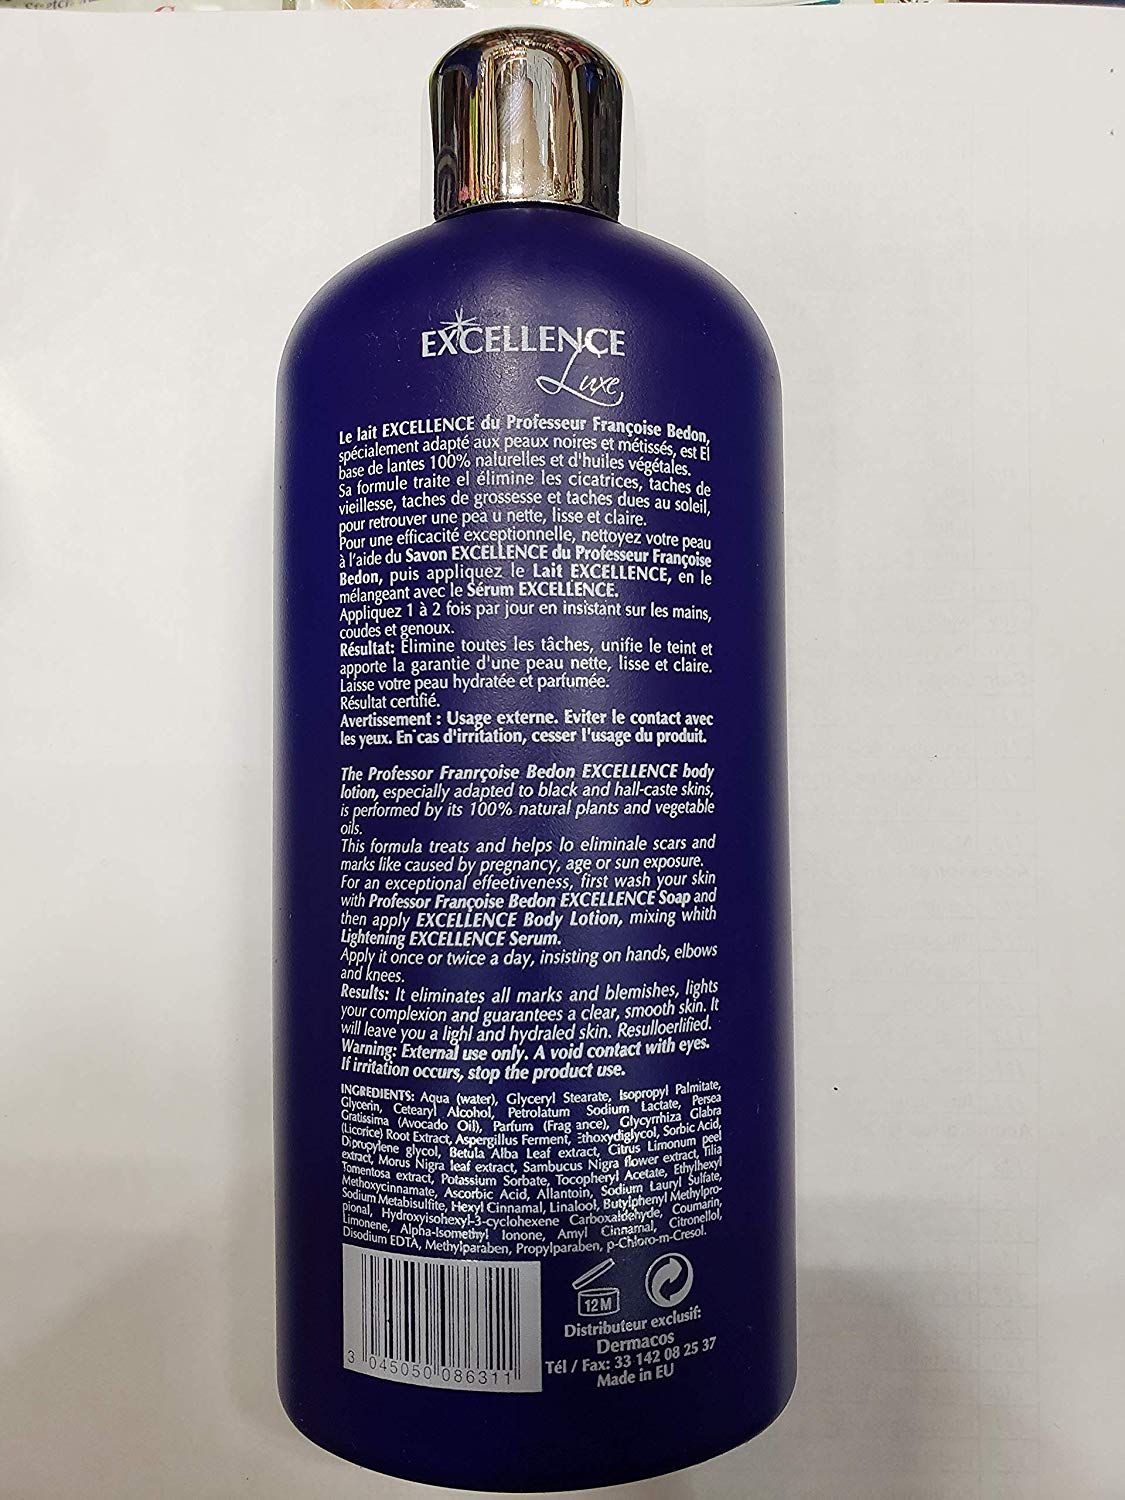 EXCELLENCE
Luxe
Le lait EXCELLENCE du Professeur Françoise Bedon,
spécialement adapté aux peaux noires et métissés, est El
base de lantes 100% naturelles et d'huiles végétales.
Sa formule traite el élimine les cicatrices, taches de
vieillesse, taches de grossesse et taches dues au soleil,
pour retrouver une pea u nette, lisse et claire.
Pour une efficacité exceptionnelle, nettoyez votre peau
à l'aide du Savon EXCELLENCE du Professeur Françoise
Bedon, puis appliquez le Lait EXCELLENCE, en le
mélangeant avec le Sérum EXCELLENCE.
Appliquez 1 à 2 fois par jour en insistant sur les mains,
coudes et genoux.
Résultat: Elimine toutes les tâches, unifie le teint et
apporte la garantie d'une peau nette, lisse et claire.
Laisse votre peau hydratée et parfumée.
Résultat certifié.
Avertissement : Usage externe. Eviter le contact avec
les yeux. En cas d'irritation, cesser l'usage du produit.
The Professor Franrçoise Bedon EXCELLENCE body
lotion, especially adapted to black and hall-caste skins,
is performed by its 100% natural plants and vegetable
oils.
This formula treats and helps lo eliminale scars and
marks like caused by pregnancy, age or sun exposure.
For an exceptional effeetiveness, first wash your skin
with Professor Françoise Bedon EXCELLENCE Soap and
then apply EXCELLENCE Body Lotion, mixing whith
Lightening EXCELLENCE Serum.
Apply it once or twice a day, insisting on hands, elbows
and knees.
Results: It eliminates all marks and blemishes, lights
your complexion and guarantees a clear, smooth skin. It
will leave you a lighl and hydraled skin. Resulloerlified.
Warning: External use only. A void contact with eyes.
If irritation occurs, stop the product use.
INGREDIENTS: Aqua (water), Glyceryl Stearate, Isopropyl Palmitate,
Glycerin, Cetearyl Alcohol, Petrolatum Sodium Lactate, Persea
Gratissima (Avocado Oil), Parfum (Frag ance), Glycyrrhiza Glabra
(Licorice) Root Extract, Aspergillus Ferment, Ethoxydiglycol, Sorbic Acid,
Dipropylene glycol, Betula Alba Leaf extract, Citrus Limonum peel
extract, Morus Nigra leaf extract, Sambucus Nigra flower extract, Tilia
Tomentosa extract, Potassium Sorbate, Tocopheryl Acetate, Ethylhexyl
Methoxycinnamate, Ascorbic Acid, Allantoin, Sodium Lauryl Sulfate,
Sodium Metabisulfite, Hexyl Cinnamal, Linalool, Butylphenyl Methylpro-
pional, Hydroxyisohexyl-3-cyclohexene Carboxaldehyde, Coumarin,
Limonene, Alpha-Isomethyl Ionone, Amyl Cinnamal, Citronellol,
Disodium EDTA, Methylparaben, Propylparaben, p-Chloro-m-Cresol.
12M
3 045050 086311
Distributeur exclusif:
Dermacos
Tél / Fax: 33 142 08 25 37
Made in EU